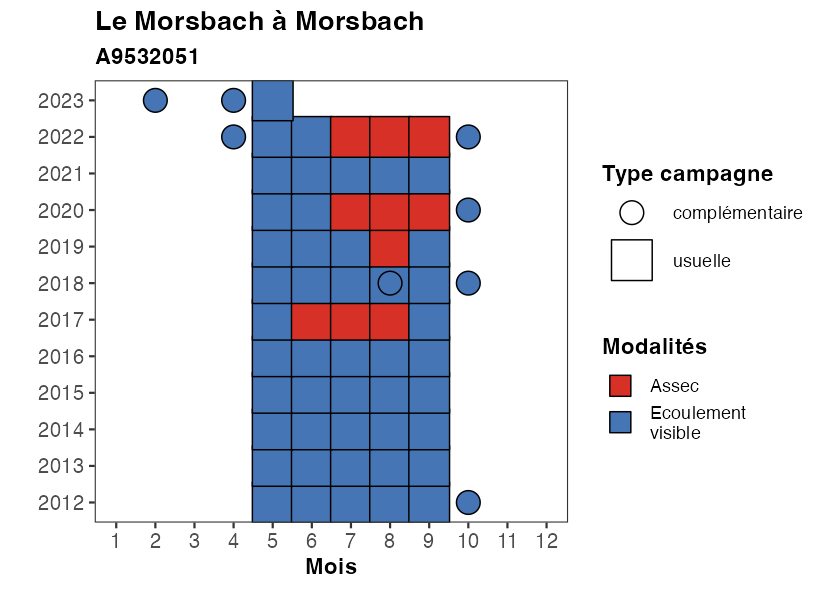 Le Morsbach à Morsbach
A9532051
2023
2022
2021
2020
2019
2018
2017
2016
2015
2014
2013
2012
1 2 3 4 5 6 7 8 9 10 11 12
Mois
Type campagne
complémentaire
usuelle
Modalités
Assec
Ecoulement
visible